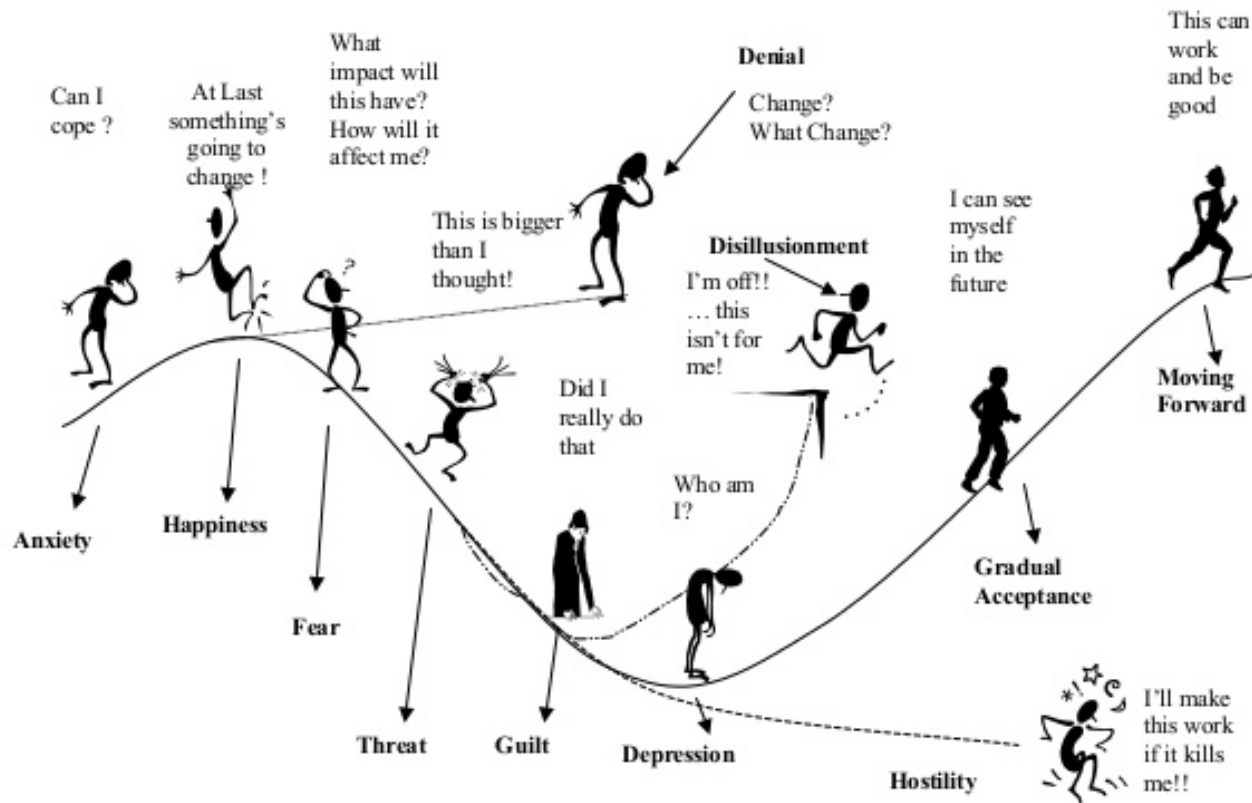 Can I
cope ?
At Last
something's
going to
change !
What
impact will
this have?
How will it
affect me?
?
This is bigger
than I
thought!
Denial
Change?
What Change?
Disillusionment
I'm off!!
… this
isn't for
me!
I can see
myself
in the
future
This can
work
and be
good
Did I
really do
that
Who am
I?
Moving
Forward
Anxiety
Happiness
Fear
Threat
Guilt
Depression
Gradual
Acceptance
Hostility
*!
I'll make
this work
if it kills
me!!